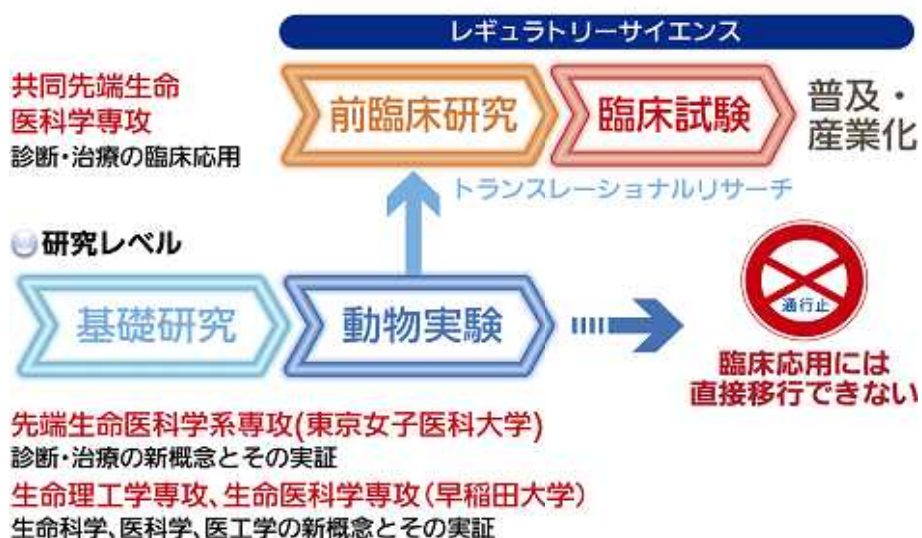 レギュラトリーサイエンス
共同先端生命
医科学専攻
診断・治療の臨床応用
前臨床研究
臨床試験
普及・
産業化
トランスレーショナルリサーチ
研究レベル
基礎研究
動物実験
通行止
臨床応用には
直接移行できない
先端生命医科学系専攻(東京女子医科大学)
診断・治療の新概念とその実証
生命理工学専攻、生命医科学専攻(早稲田大学)
生命科学、医科学、医工学の新概念とその実証